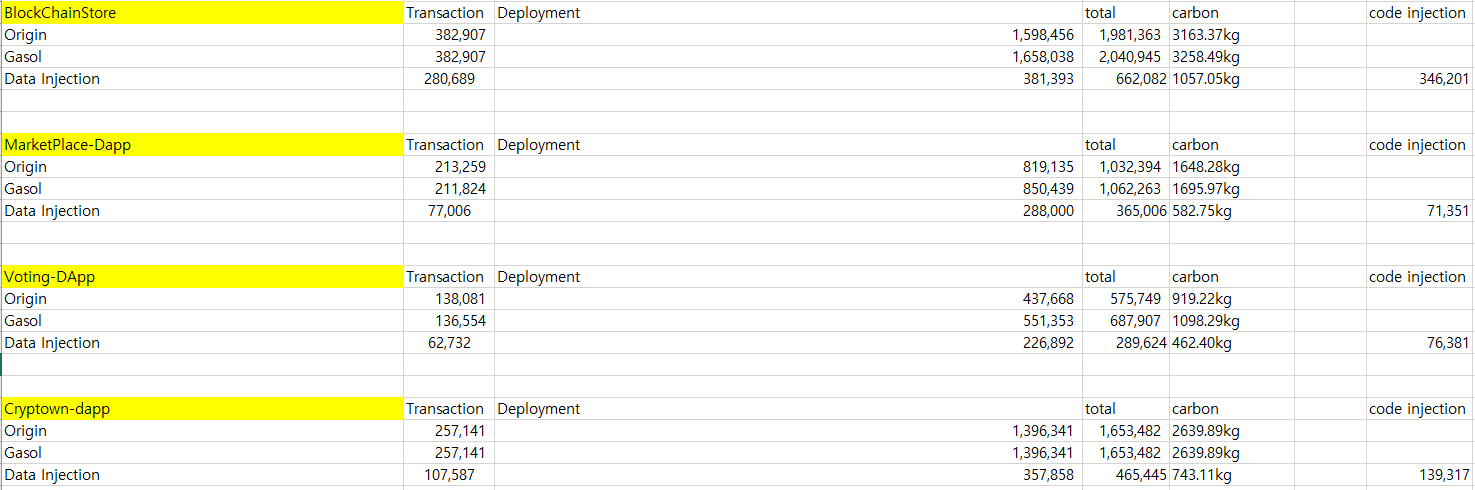 BlockChainStore Transaction Deployment total carbon code injection
Origin 382,907 1,598,456 1,981,363 3163.37kg
Gasol 382,907 1,658,038 2,040,945 3258.49kg
Data Injection 280,689 381,393 662,082 1057.05kg 346,201
MarketPlace-Dapp Transaction Deployment total carbon code injection
Origin 213,259 819,135 1,032,394 1648.28kg
Gasol 211,824 850,439 1,062,263 1695.97kg
Data Injection 77,006 288,000 365,006 582.75kg 71,351
Voting-DApp Transaction Deployment total carbon code injection
Origin 138,081 437,668 575,749 919.22kg
Gasol 136,554 551,353 687,907 1098.29kg
Data Injection 62,732 226,892 289,624 462.40kg 76,381
Cryptown-dapp Transaction Deployment total carbon code injection
Origin 257,141 1,396,341 1,653,482 2639.89kg
Gasol 257,141 1,396,341 1,653,482 2639.89kg
Data Injection 107,587 357,858 465,445 743.11kg 139,317